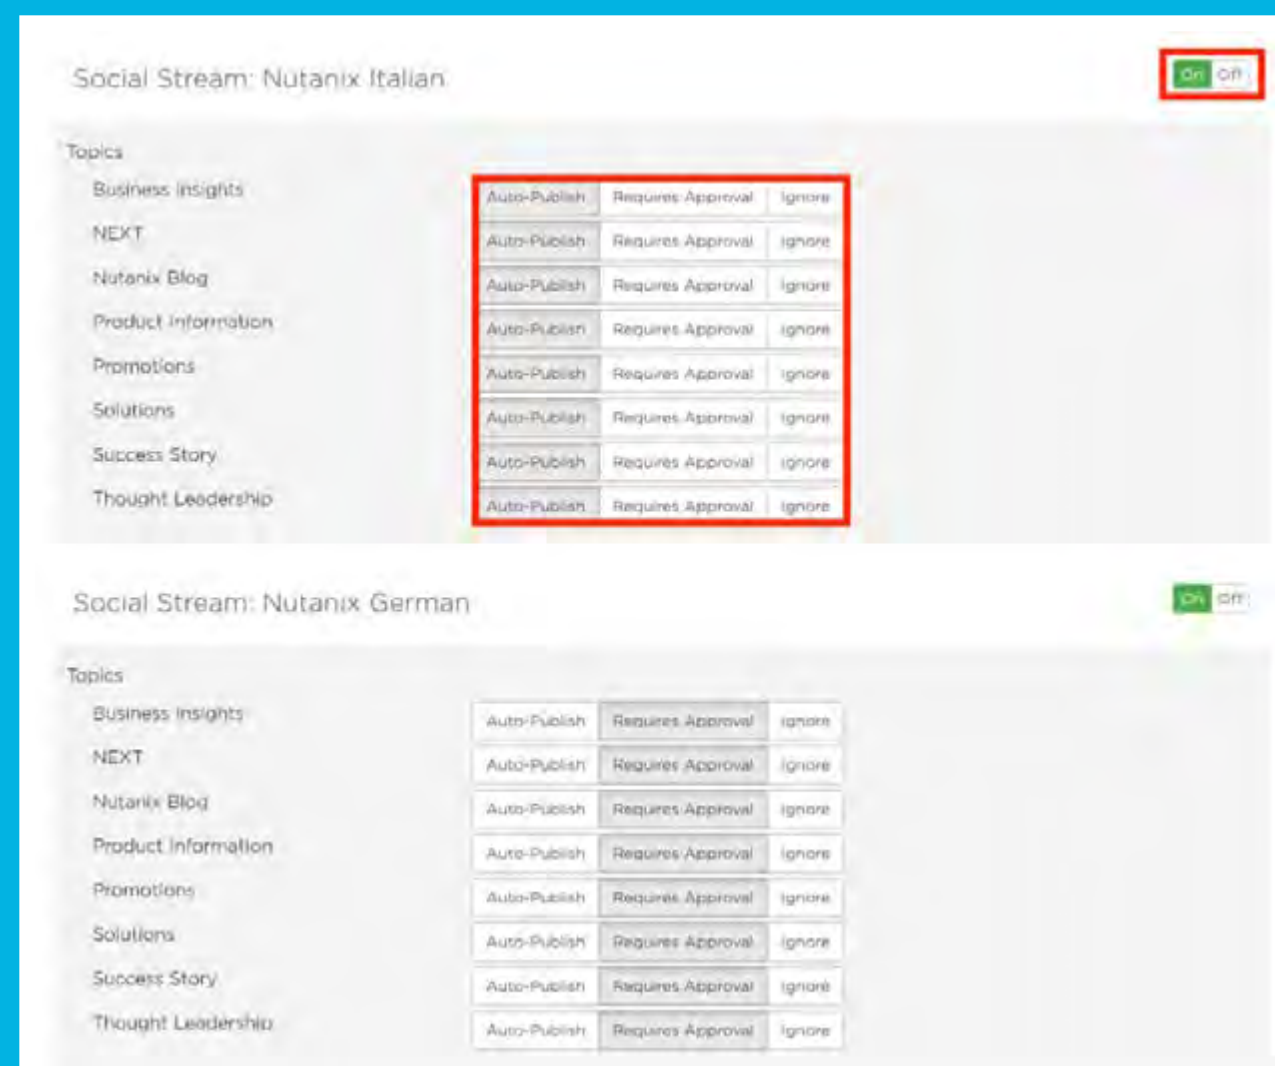 Social Stream: Nutanix Italian
On Off
Topics
Business Insights
Auto-Publish Requires Approval Ignore
NEXT
Auto-Publish Requires Approval Ignore
Nutanix Blog
Auto-Publish Requires Approval Ignore
Product Information
Auto-Publish Requires Approval Ignore
Promotions
Auto-Publish Requires Approval Ignore
Solutions
Auto-Publish Requires Approval Ignore
Success Story
Auto-Publish Requires Approval Ignore
Thought Leadership
Auto-Publish Requires Approval Ignore
Social Stream: Nutanix German
On Off
Topics
Business Insights
Auto-Publish Requires Approval Ignore
NEXT
Auto-Publish Requires Approval Ignore
Nutanix Blog
Auto-Publish Requires Approval Ignore
Product Information
Auto-Publish Requires Approval Ignore
Promotions
Auto-Publish Requires Approval Ignore
Solutions
Auto-Publish Requires Approval Ignore
Success Story
Auto-Publish Requires Approval Ignore
Thought Leadership
Auto-Publish Requires Approval Ignore